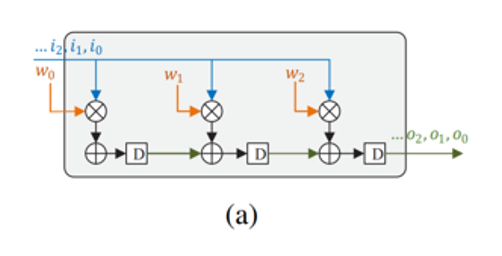 ...i₂,i₁,i₀
w₀
w₁
w₂
D
D
D
...o₂,o₁,o₀
(a)